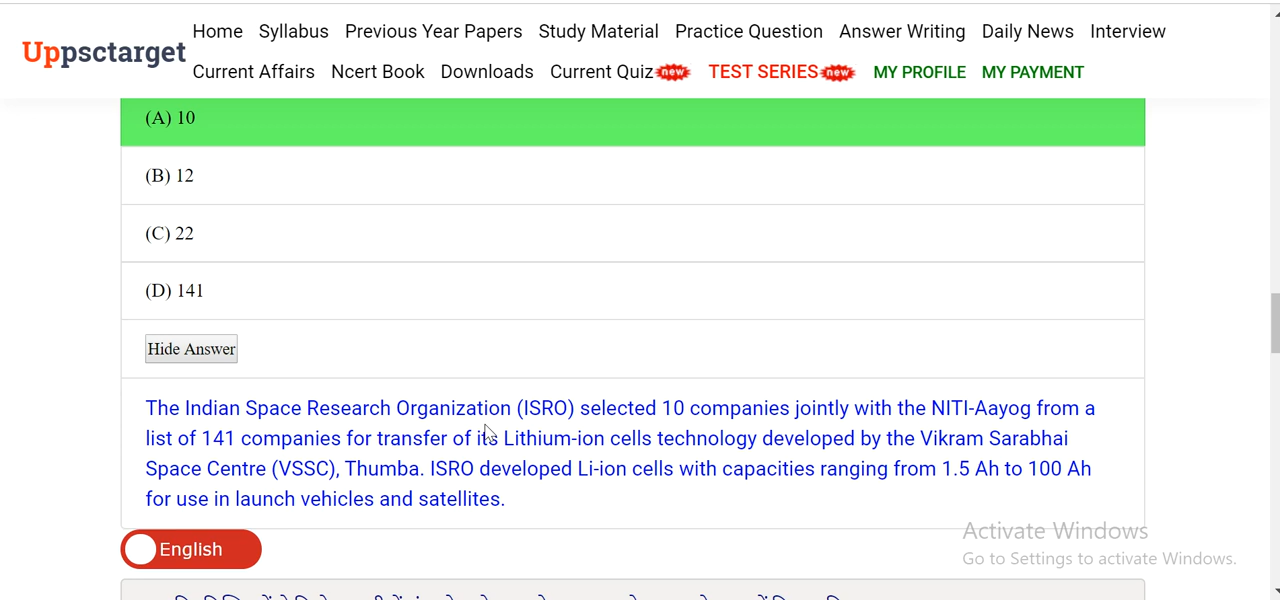 Home Syllabus Previous Year Papers Study Material Practice Question Answer Writing Daily News Interview
Uppsctarget
Current Affairs Ncert Book Downloads Current Quiz new TEST SERIES new MY PROFILE MY PAYMENT
(A) 10
(B) 12
(C) 22
(D) 141
Hide Answer
The Indian Space Research Organization (ISRO) selected 10 companies jointly with the NITI-Aayog from a
list of 141 companies for transfer of its Lithium-ion cells technology developed by the Vikram Sarabhai
Space Centre (VSSC), Thumba. ISRO developed Li-ion cells with capacities ranging from 1.5 Ah to 100 Ah
for use in launch vehicles and satellites.
Activate Windows
English
Go to Settings to activate Windows.